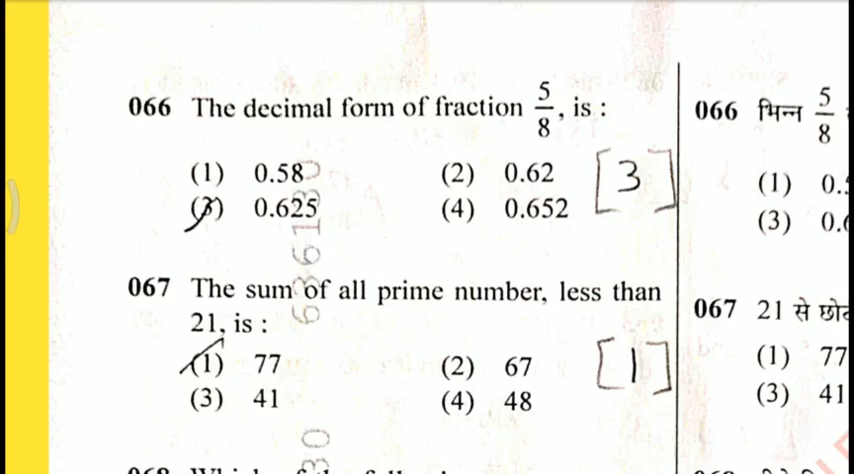 066 The decimal form of fraction 5/8, is :
(1) 0.58 (2) 0.62
(3) 0.625 (4) 0.652
[3]
067 The sum of all prime number, less than
21, is :
(1) 77 (2) 67
(3) 41 (4) 48
[1]
066 भिन्न 5/8
(1)
(3)
067 21 से
(1) 77
(3) 41